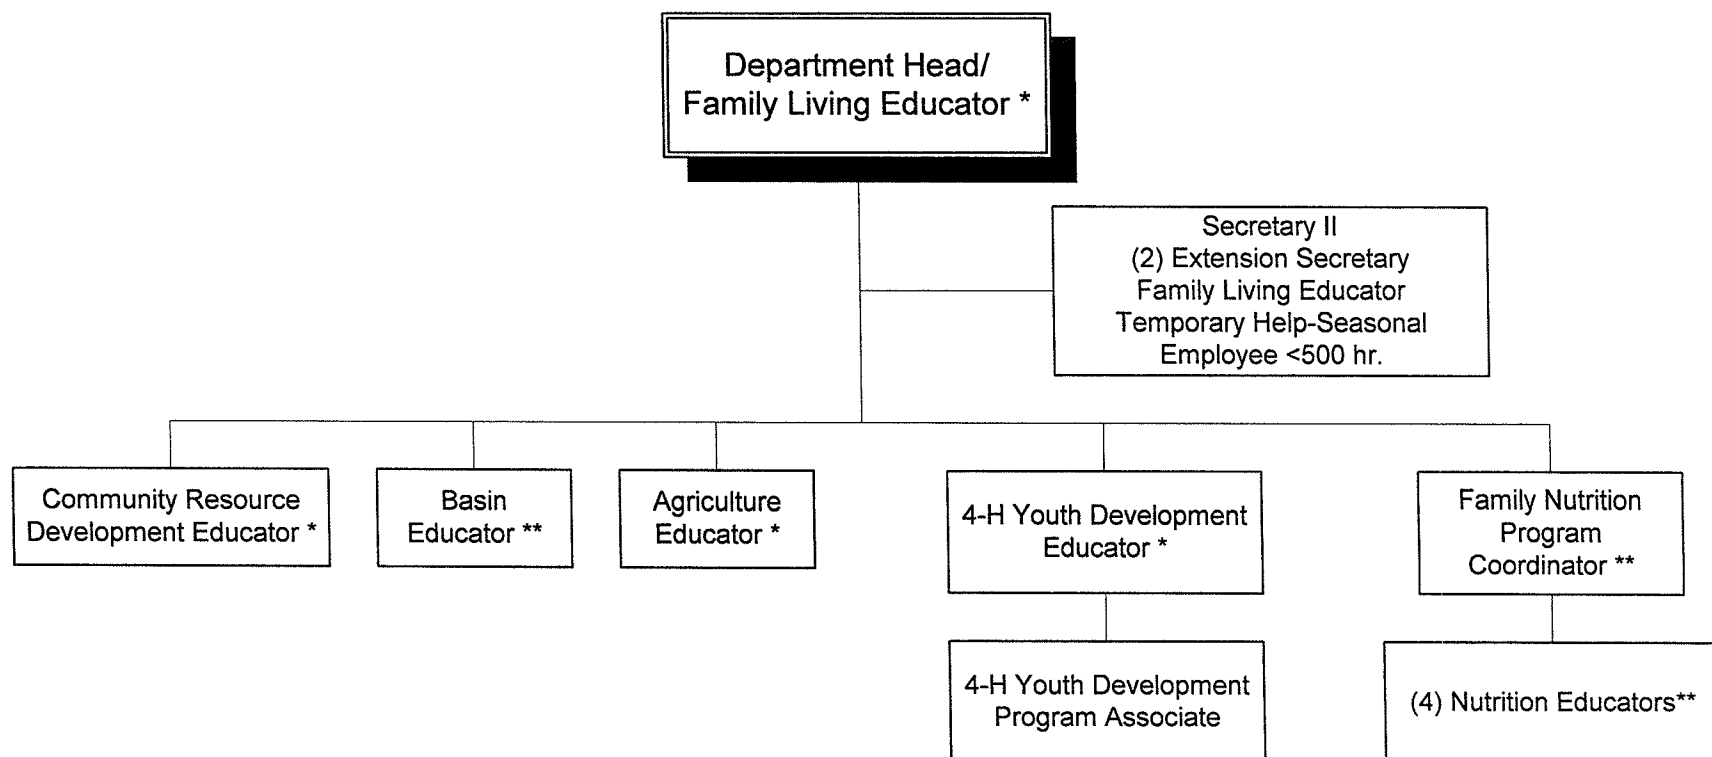 Department Head/
Family Living Educator *
Secretary II
(2) Extension Secretary
Family Living Educator
Temporary Help-Seasonal
Employee <500 hr.
Community Resource
Development Educator *
Basin
Educator **
Agriculture
Educator *
4-H Youth Development
Educator *
Family Nutrition
Program
Coordinator **
4-H Youth Development
Program Associate
(4) Nutrition Educators**